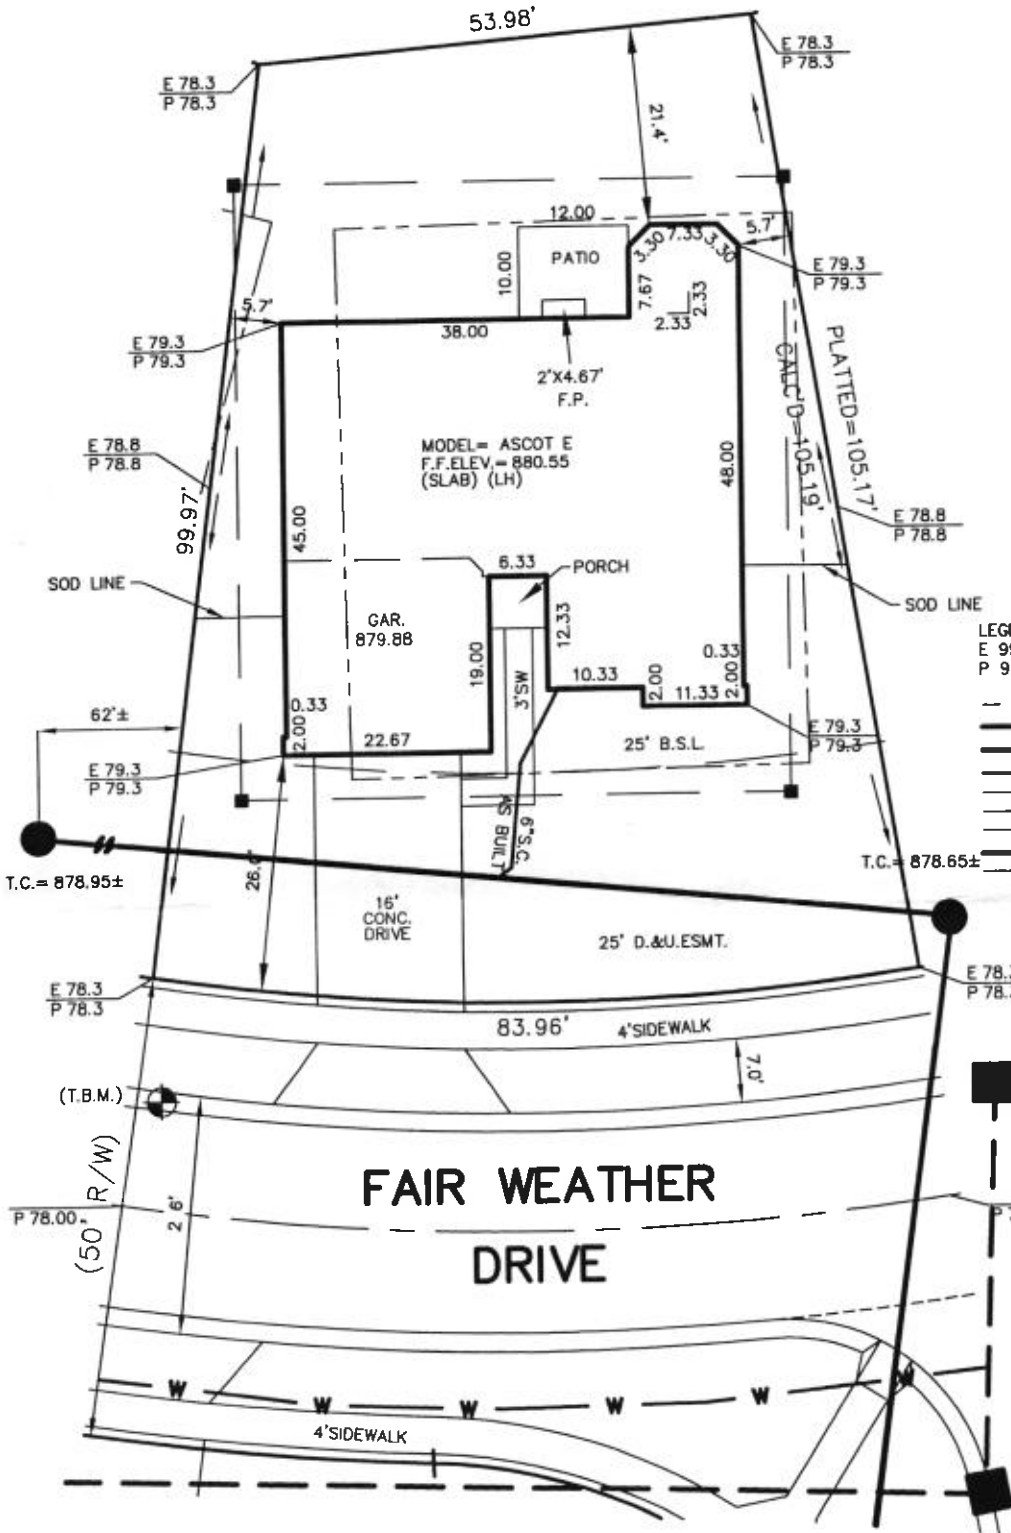 53.98'
E 78.3
P 78.3
E 78.3
P 78.3
21.4'
12.00
PATIO
10.00
3.30
7.33
3.30
5.7'
E 79.3
P 79.3
7.67
2.33
2.33
5.7'
E 79.3
P 79.3
38.00
2'X4.67'
F.P.
PLATTED=105.17'
CALC'D=105.19'
E 78.8
P 78.8
MODEL= ASCOT E
F.F.ELEV.= 880.55
(SLAB) (LH)
48.00
99.97'
45.00
E 78.8
P 78.8
6.33
PORCH
SOD LINE
SOD LINE
GAR.
879.88
12.33
19.00
3'SW
LEGE
E 99
P 9
0.33
10.33
2.00
11.33
2.00
62'±
0.33
2.00
22.67
25' B.S.L.
E 79.3
P 79.3
E 79.3
P 79.3
6"S.C.
AS BUILT
T.C.= 878.95±
T.C.= 878.65±
16'
CONC.
DRIVE
25' D.&U.ESMT.
E 78.3
P 78.3
E 78.
P 78.
83.96'
4'SIDEWALK
7.0'
(T.B.M.)
(50 R/W)
2 6'
FAIR WEATHER
DRIVE
P 78.00
W
W
W
W
W
W
4'SIDEWALK